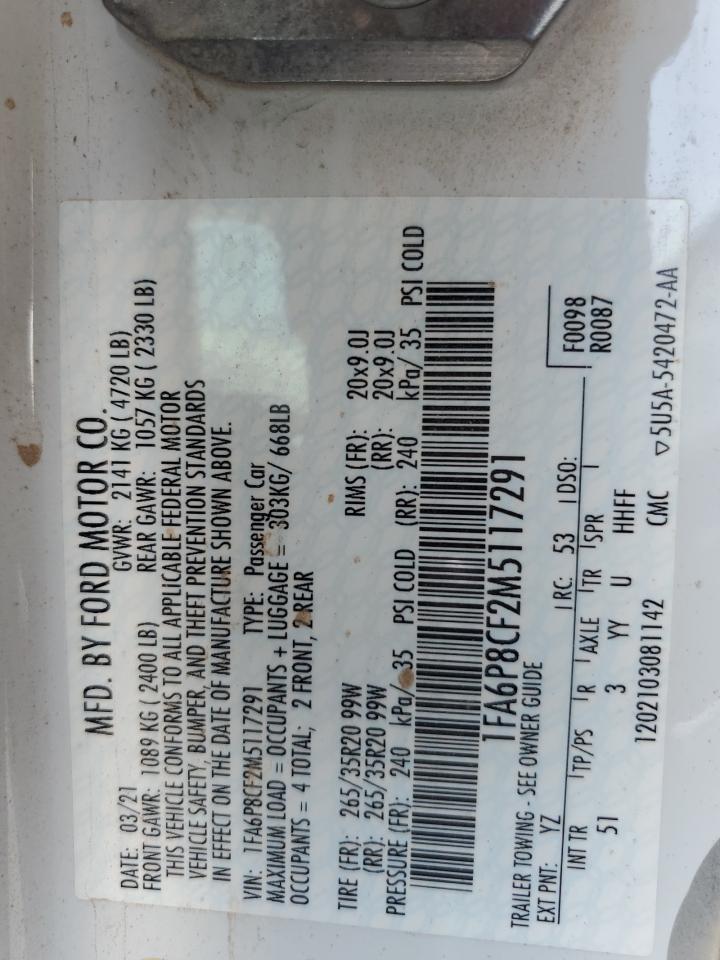 MFD. BY FORD MOTOR CO.
DATE: 03/21 GVWR: 2141 KG ( 4720 LB)
FRONT GAWR: 1089 KG ( 2400 LB) REAR GAWR: 1057 KG ( 2330 LB)
THIS VEHICLE CONFORMS TO ALL APPLICABLE FEDERAL MOTOR
VEHICLE SAFETY, BUMPER, AND THEFT PREVENTION STANDARDS
IN EFFECT ON THE DATE OF MANUFACTURE SHOWN ABOVE.
VIN: 1FA6P8CF2M5117291 TYPE: Passenger Car
MAXIMUM LOAD = OCCUPANTS + LUGGAGE = 303KG/ 668LB
OCCUPANTS = 4 TOTAL; 2 FRONT, 2 REAR
TIRE (FR): 265/35R20 99W RIMS (FR): 20x9.0J
(RR): 265/35R20 99W (RR): 20x9.0J
PRESSURE (FR): 240 kPa/ 35 PSI COLD (RR): 240 kPa/ 35 PSI COLD
1FA6P8CF2M5117291
TRAILER TOWING - SEE OWNER GUIDE
EXT PNT: YZ RC: 53 DSO: F0098
INT TR TP/PS R AXLE TR SPR R0087
51 3 YY U HHFF
12021030811142 CMC ▽5U5A-5420472-AA